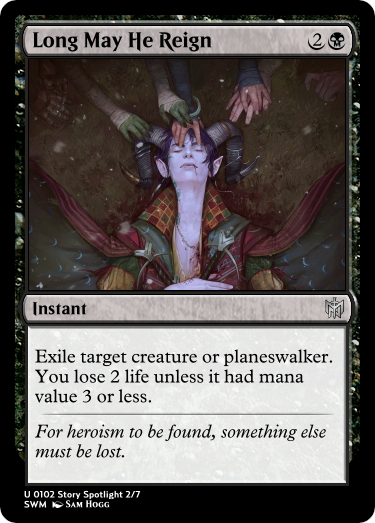 Long May He Reign 2
Instant
Exile target creature or planeswalker.
You lose 2 life unless it had mana
value 3 or less.
For heroism to be found, something else
must be lost.
U 0102 Story Spotlight 2/7
SWM Sam Hogg